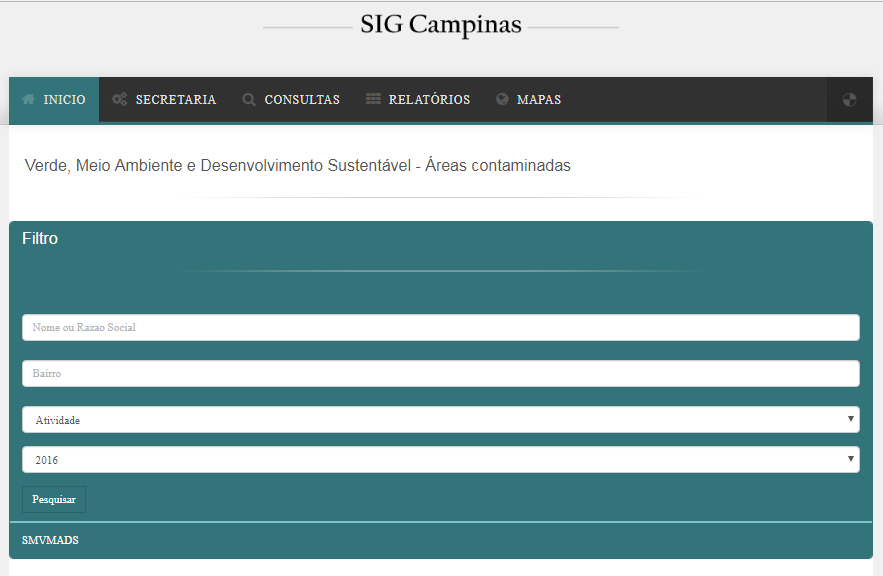 SIG Campinas
INICIO SECRETARIA CONSULTAS RELATÓRIOS MAPAS
Verde, Meio Ambiente e Desenvolvimento Sustentável - Áreas contaminadas
Filtro
Nome ou Razao Social
Bairro
Atividade
2016
Pesquisar
SMVMADS